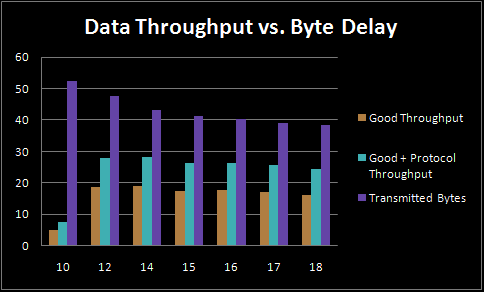 Data Throughput vs. Byte Delay
60
50
40
30
20
10
0
10 12 14 15 16 17 18
Good Throughput
Good + Protocol
Throughput
Transmitted Bytes